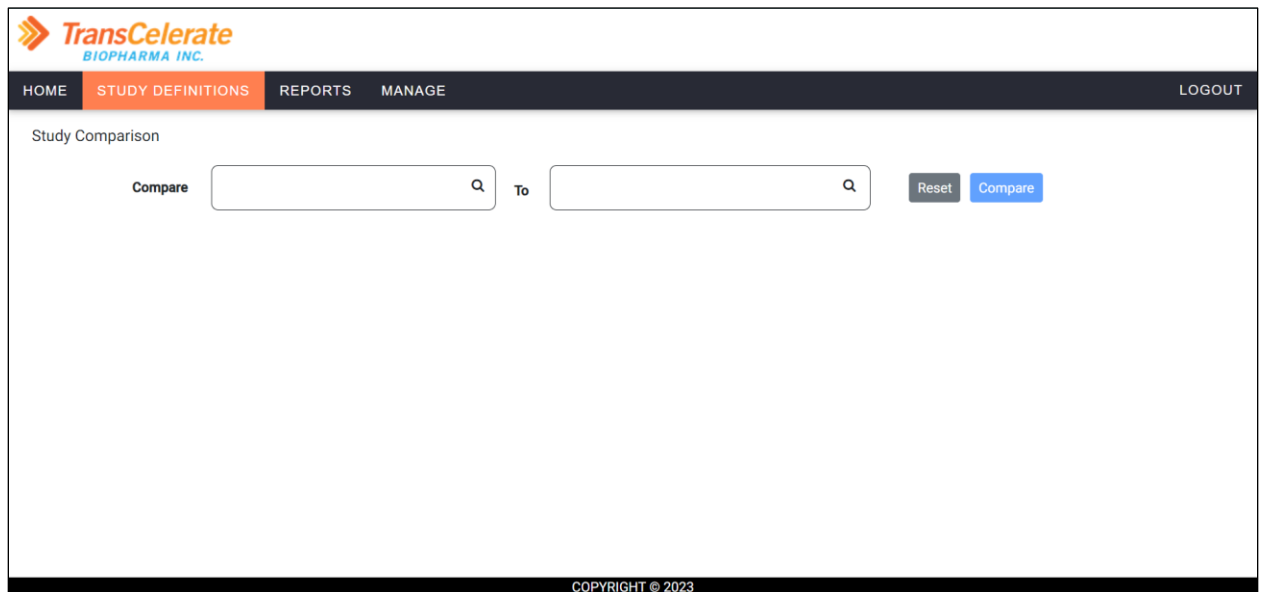 TransCelerate
BIOPHARMA INC.
HOME STUDY DEFINITIONS REPORTS MANAGE LOGOUT
Study Comparison
Compare To Reset Compare
COPYRIGHT © 2023